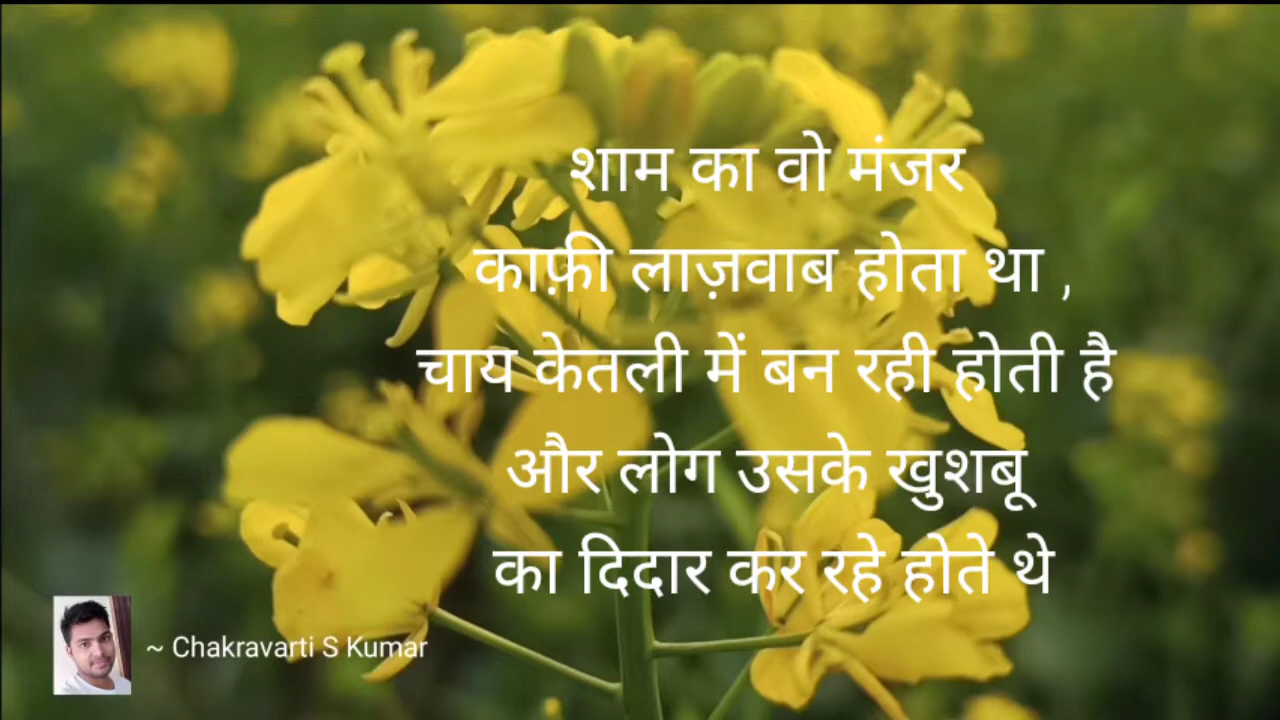 शाम का वो मंजर
काफ़ी लाज़वाब होता था ,
चाय केतली में बन रही होती है
और लोग उसके खुशबू
का दिदार कर रहे होते थे
~ Chakravarti S Kumar